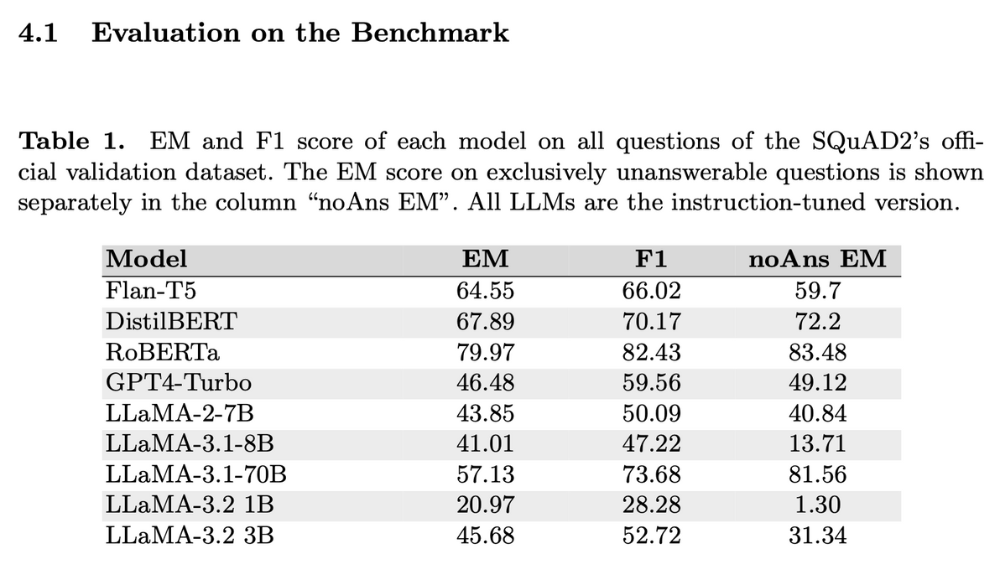 4.1 Evaluation on the Benchmark
Table 1. EM and F1 score of each model on all questions of the SQuAD2's offi-
cial validation dataset. The EM score on exclusively unanswerable questions is shown
separately in the column “noAns EM”. All LLMs are the instruction-tuned version.
Model EM F1 noAns EM
Flan-T5 64.55 66.02 59.7
DistilBERT 67.89 70.17 72.2
RoBERTa 79.97 82.43 83.48
GPT4-Turbo 46.48 59.56 49.12
LLaMA-2-7B 43.85 50.09 40.84
LLaMA-3.1-8B 41.01 47.22 13.71
LLaMA-3.1-70B 57.13 73.68 81.56
LLaMA-3.2 1B 20.97 28.28 1.30
LLaMA-3.2 3B 45.68 52.72 31.34